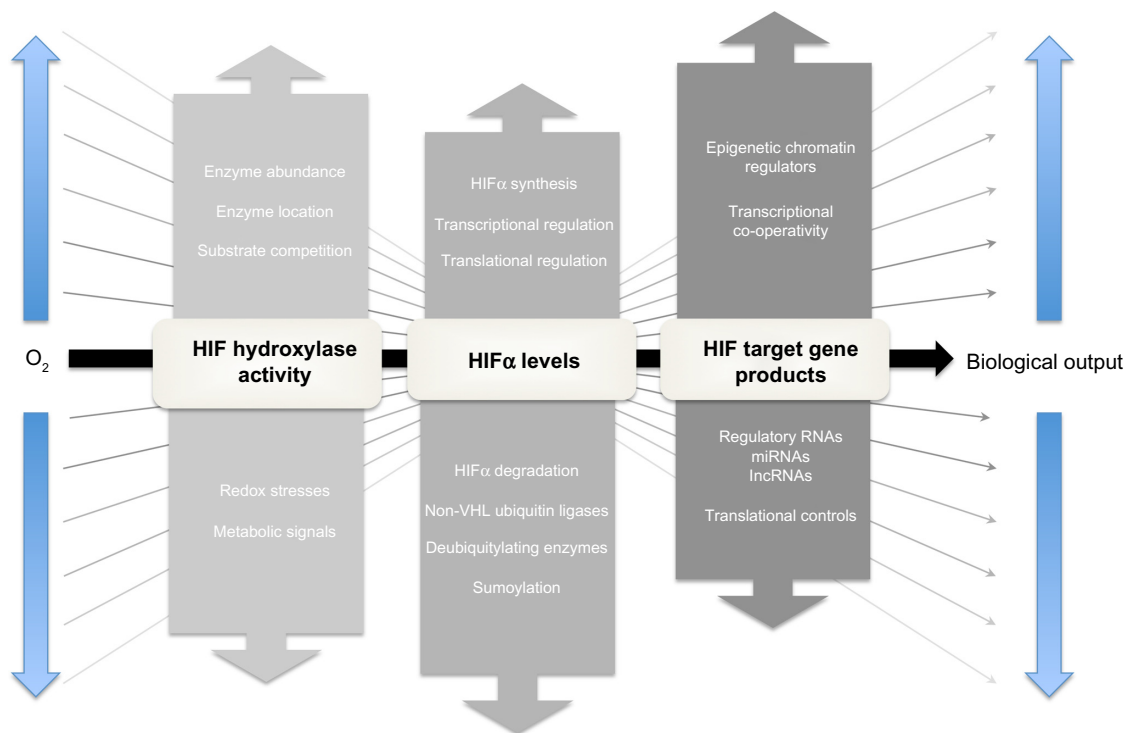 Enzyme abundance
Enzyme location
Substrate competition
HIFα synthesis
Transcriptional regulation
Translational regulation
Epigenetic chromatin
regulators
Transcriptional
co-operativity
O2
HIF hydroxylase
activity
HIFα levels
HIF target gene
products
Biological output
Redox stresses
Metabolic signals
HIFα degradation
Non-VHL ubiquitin ligases
Deubiquitylating enzymes
Sumoylation
Regulatory RNAs
miRNAs
lncRNAs
Translational controls